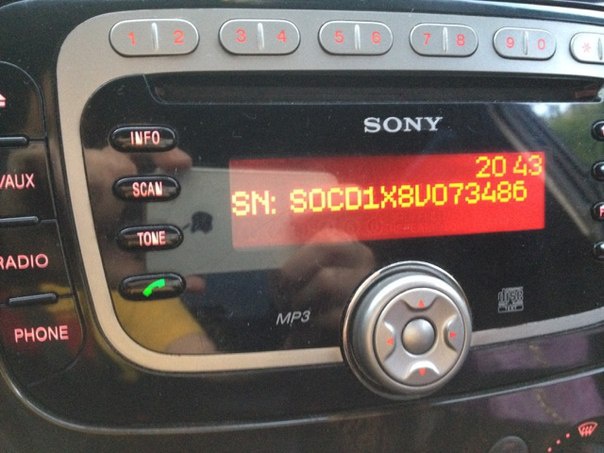 1 2 3 4 5 6 7 8 9 0 *
SONY
INFO
20 43
VAUX
SCAN
SN: SOCD1X8V073486
TONE
RADIO
MP3
PHONE